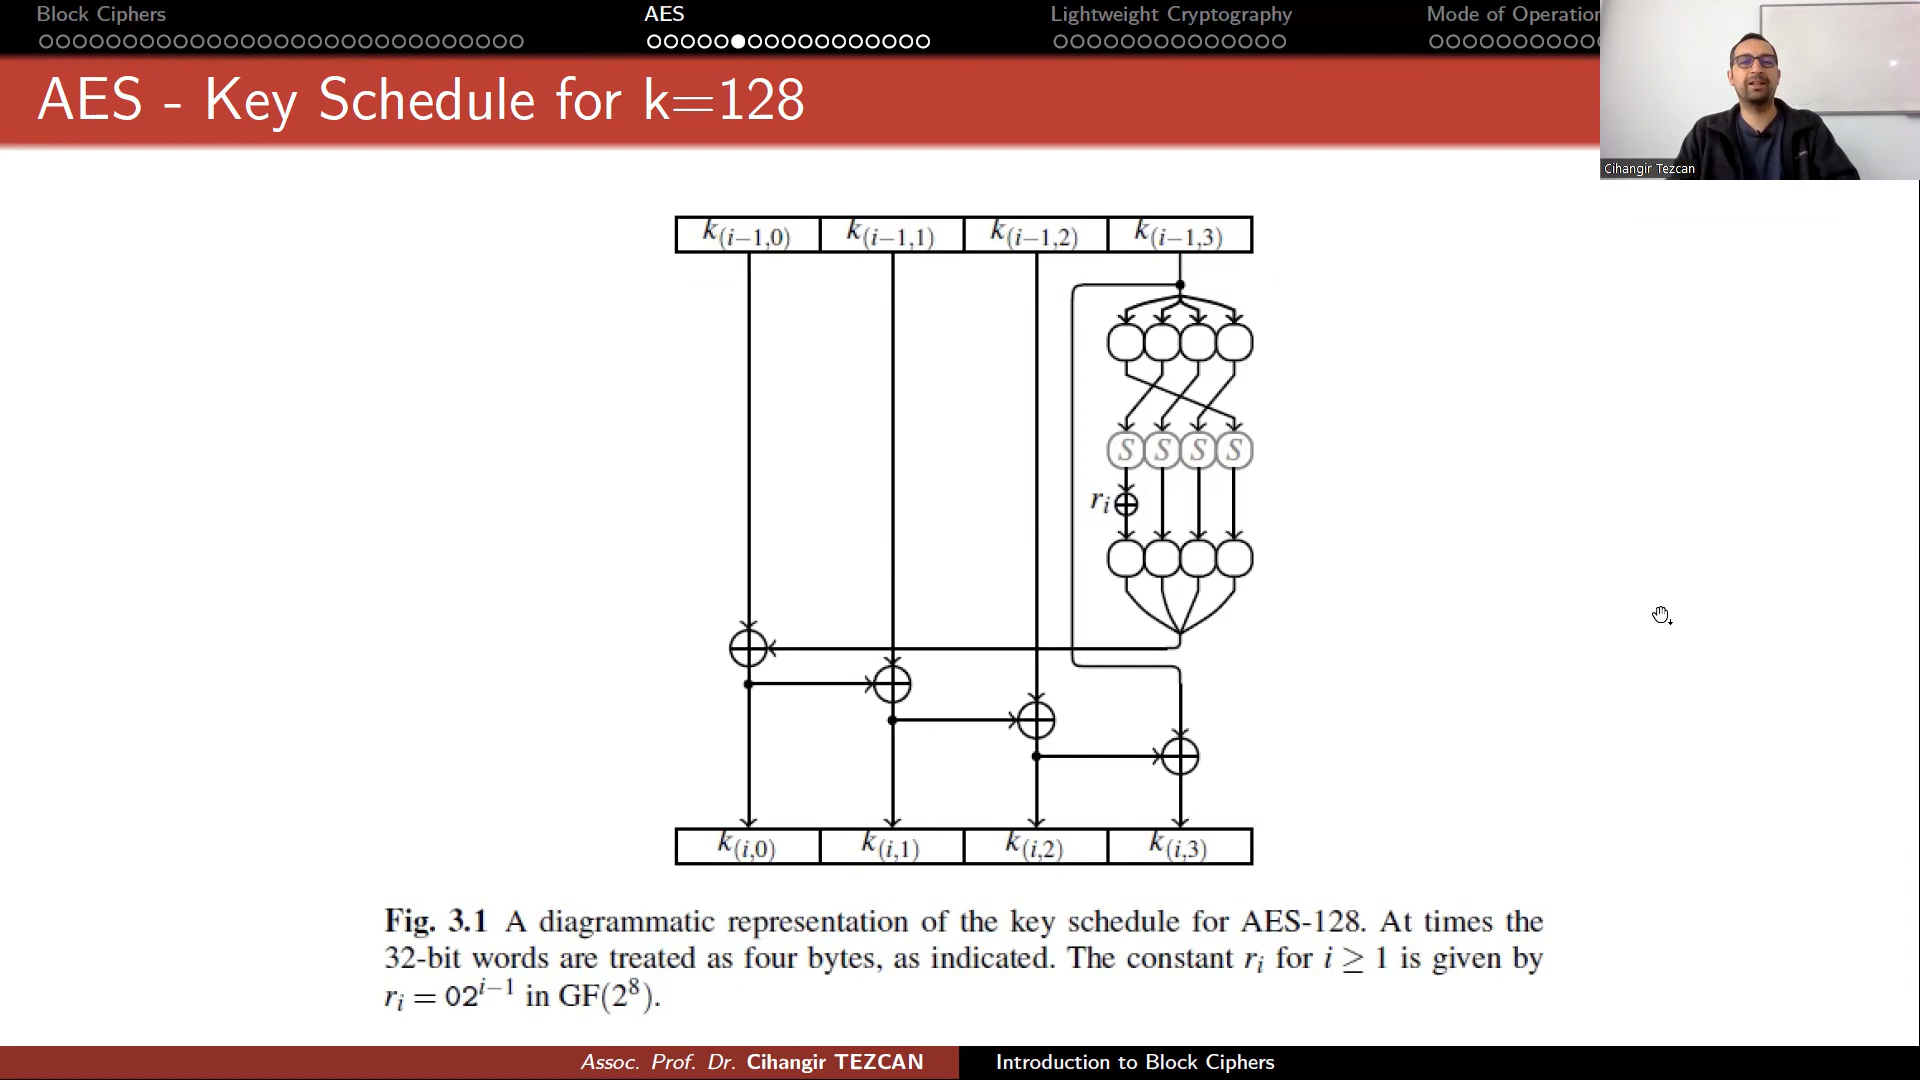 Block Ciphers
AES
Lightweight Cryptography
Mode of Operation
AES - Key Schedule for k=128
Cihangir Tezcan
k(i−1,0) k(i−1,1) k(i−1,2) k(i−1,3)
S S S S
ri
k(i,0) k(i,1) k(i,2) k(i,3)
Fig. 3.1 A diagrammatic representation of the key schedule for AES-128. At times the
32-bit words are treated as four bytes, as indicated. The constant ri for i ≥ 1 is given by
ri = 02^{i−1} in GF(2^8).
Assoc. Prof. Dr. Cihangir TEZCAN
Introduction to Block Ciphers